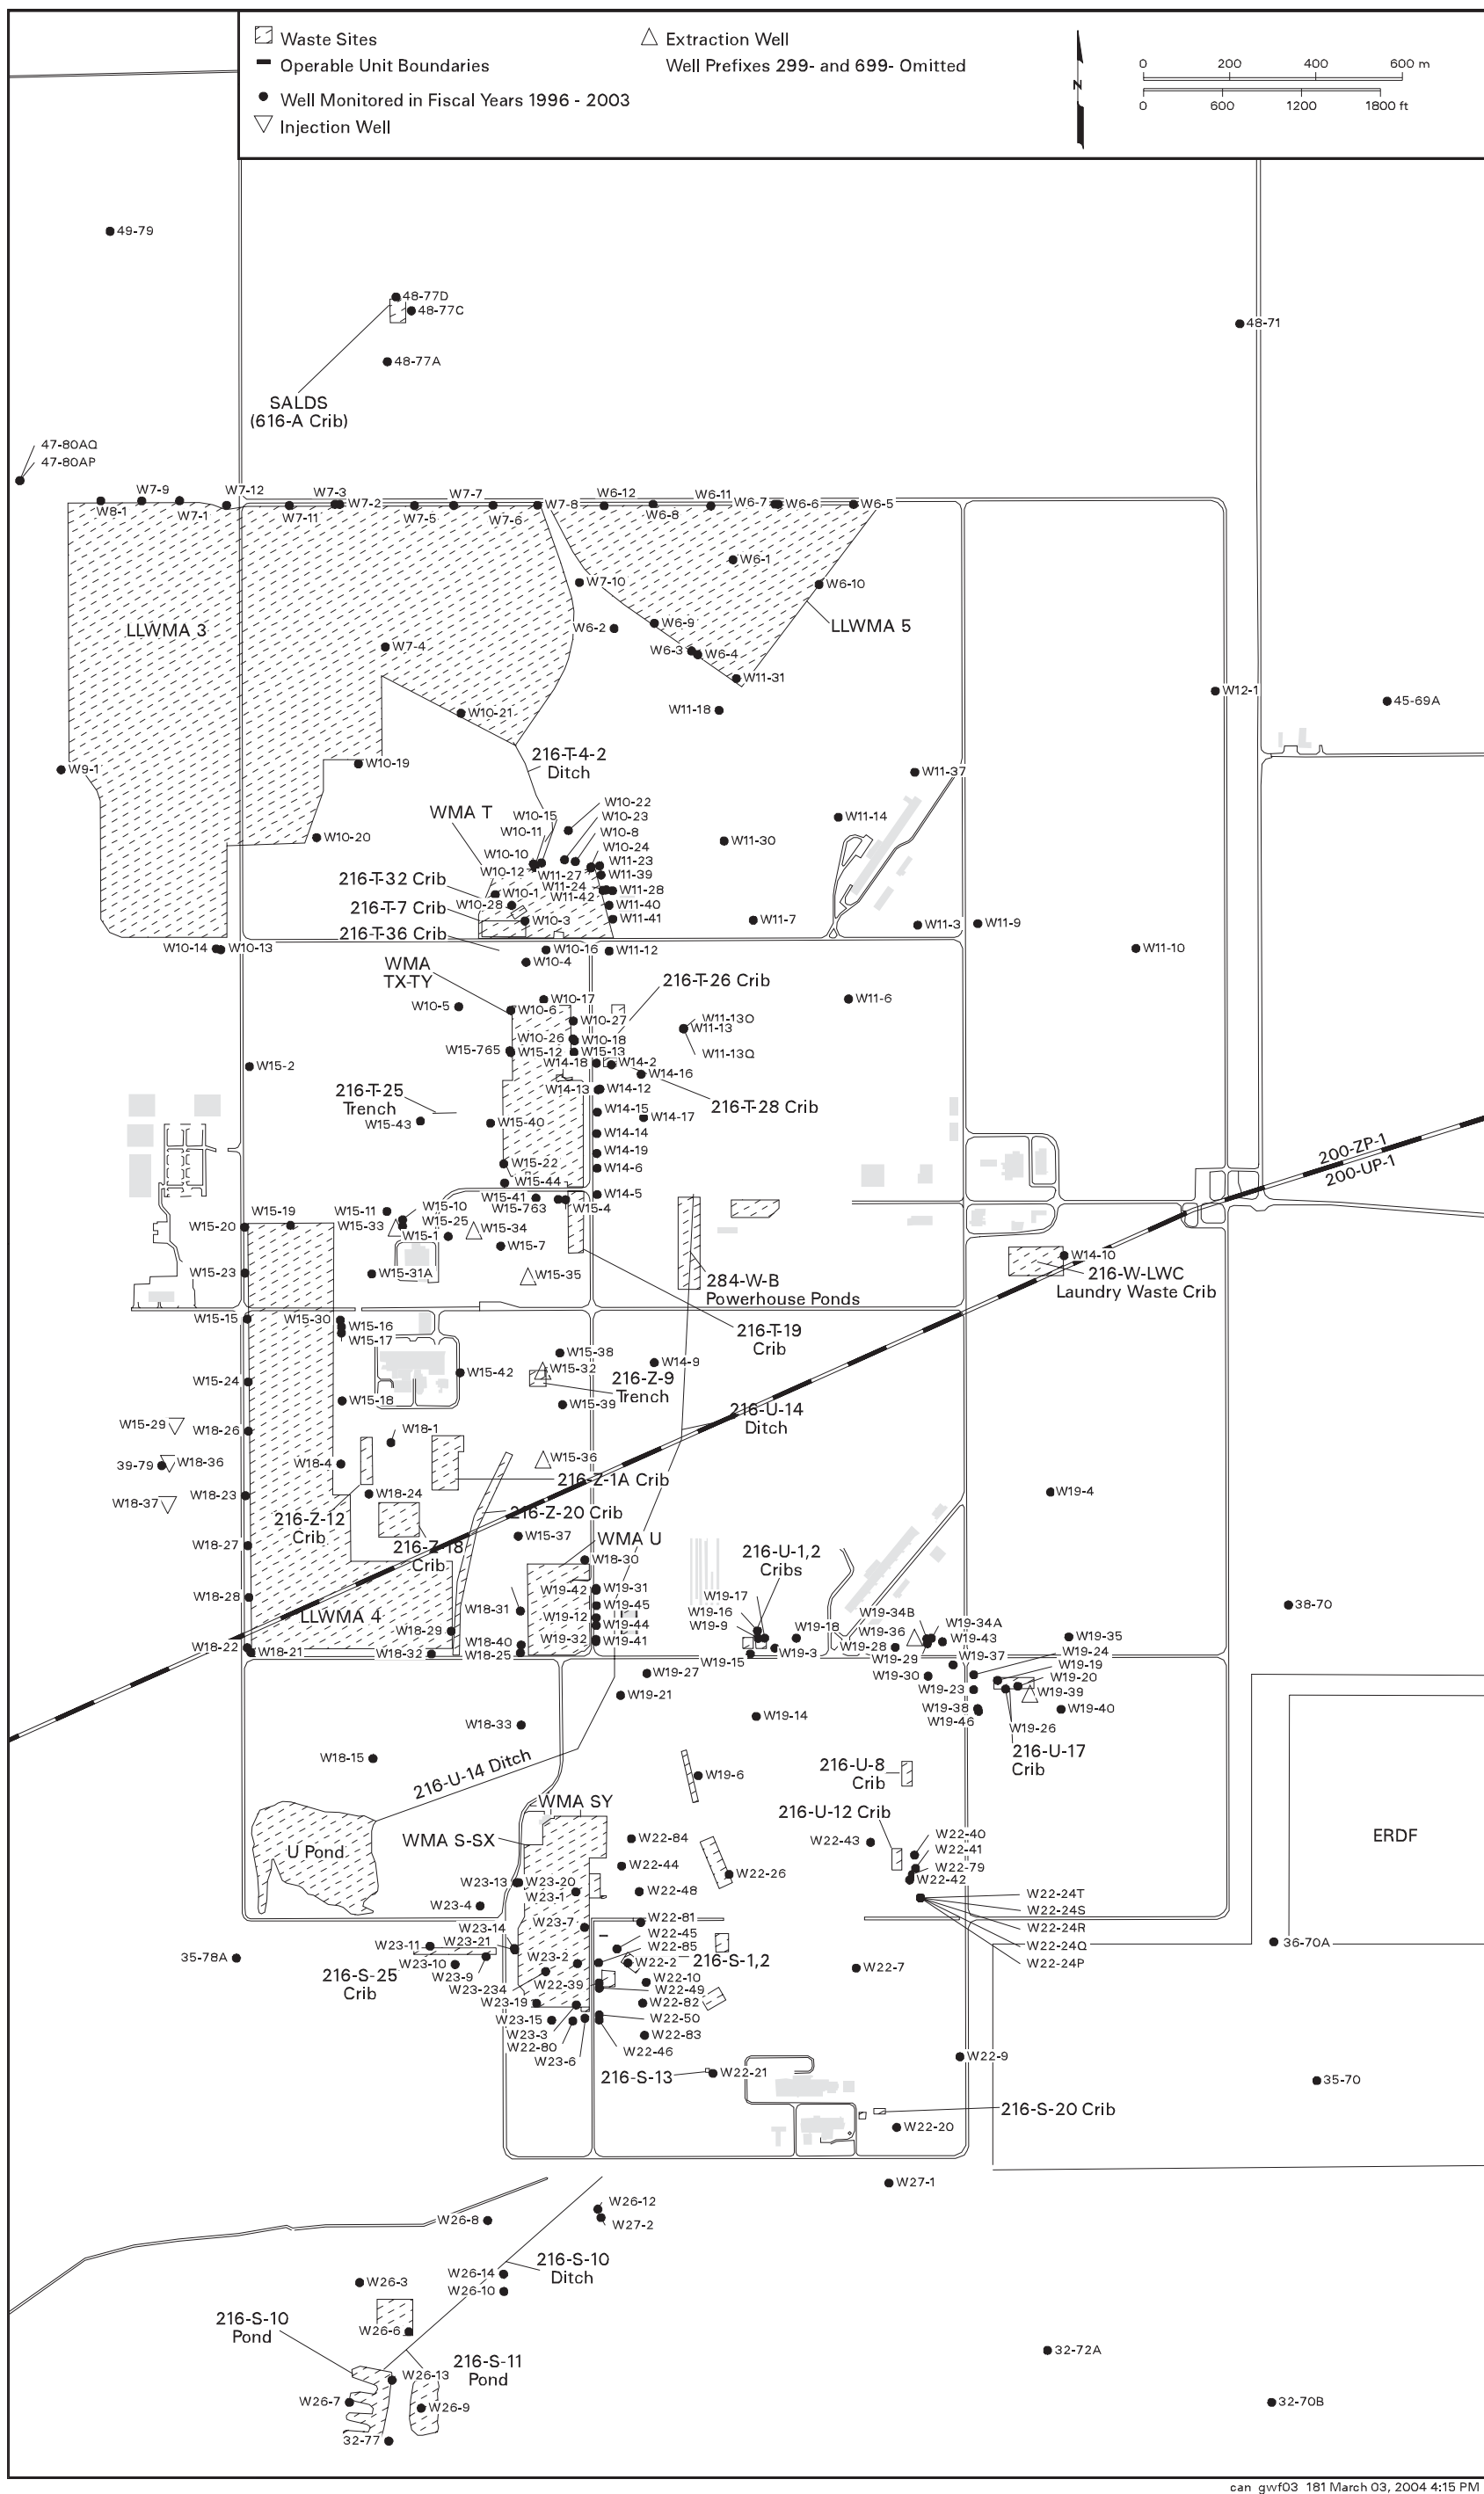 Waste Sites
Operable Unit Boundaries
Well Monitored in Fiscal Years 1996 - 2003
Injection Well
Extraction Well
Well Prefixes 299- and 699- Omitted
N
0 200 400 600 m
0 600 1200 1800 ft
49-79
48-77D
48-77C
48-71
48-77A
SALDS
(616-A Crib)
47-80AQ
47-80AP
W7-9
W7-12
W7-3
W7-7
W6-12
W6-11
W8-1
W7-1
W7-11
W7-2
W7-5
W7-6
W7-8
W6-8
W6-7
W6-6
W6-5
W6-1
W7-10
W6-10
LLWMA 3
W6-2
W6-9
LLWMA 5
W7-4
W6-3
W6-4
W11-31
W12-1
45-69A
W10-21
W11-18
216-T-4-2
Ditch
W9-1
W10-19
W11-37
WMA T
W10-15
W10-22
W10-23
W11-14
W10-11
W10-8
W10-20
W10-24
W11-30
W10-10
W11-23
W10-12
W11-27
W11-39
216-T-32 Crib
W11-24
W11-28
W10-1
W11-42
W10-28
W11-40
216-T-7 Crib
W10-3
W11-41
W11-7
W11-3
W11-9
216-T-36 Crib
W10-14
W10-13
W10-16
W11-12
W11-10
W10-4
WMA
TX-TY
216-T-26 Crib
W10-5
W10-17
W11-6
W10-6
W10-27
W11-13O
W11-13
W10-26
W10-18
W15-765
W15-12
W15-13
W11-13Q
W15-2
W14-18
W14-2
W14-16
216-T-25
Trench
W14-13
W14-12
216-T-28 Crib
W15-43
W15-40
W14-15
W14-17
W14-14
W14-19
W15-22
W14-6
200-ZP-1
200-UP-1
W15-44
W15-41
W14-5
W15-763
W15-4
W15-11
W15-10
W15-19
W15-33
W15-25
W15-20
W15-1
W15-34
W15-7
W14-10
W15-23
W15-31A
W15-35
284-W-B
Powerhouse Ponds
216-W-LWC
Laundry Waste Crib
W15-15
W15-30
W15-16
W15-17
216-T-19
Crib
W15-38
W14-9
W15-42
W15-32
216-Z-9
Trench
W15-24
W15-18
W15-39
216-U-14
Ditch
W15-29
W18-26
W18-1
39-79
W18-36
W18-4
W15-36
216-Z-1A Crib
W18-37
W18-23
W18-24
W19-4
216-Z-12
Crib
216-Z-20 Crib
W15-37
WMA U
W18-27
216-Z-18
Crib
W18-30
216-U-1,2
Cribs
W18-28
W19-42
W19-31
W19-17
38-70
LLWMA 4
W18-31
W19-45
W19-16
W19-34B
W19-12
W19-44
W19-9
W19-18
W19-34A
W18-29
W19-36
W19-35
W18-22
W18-40
W19-32
W19-41
W19-28
W19-43
W18-21
W18-32
W18-25
W19-15
W19-3
W19-29
W19-37
W19-24
W19-27
W19-30
W19-19
W19-20
W19-21
W19-23
W19-39
W18-33
W19-14
W19-38
W19-40
W19-46
W19-26
W18-15
216-U-14 Ditch
W19-6
216-U-8
Crib
216-U-17
Crib
WMA SY
216-U-12 Crib
WMA S-SX
W22-84
W22-43
W22-40
ERDF
U Pond
W22-41
W22-44
W22-26
W22-79
W23-13
W23-20
W22-42
W23-1
W22-48
W22-24T
W23-4
W22-24S
W23-14
W23-7
W22-81
W22-24R
W23-11
W23-21
W22-45
W22-24Q
36-70A
35-78A
W22-85
W23-10
W23-2
W22-2
216-S-1,2
W22-24P
216-S-25
Crib
W23-9
W22-7
W23-234
W22-39
W22-10
W22-49
W23-19
W22-82
W23-15
W22-50
W23-3
W22-83
W22-80
W22-46
W23-6
W22-9
216-S-13
W22-21
35-70
216-S-20 Crib
W22-20
W27-1
W26-12
W26-8
W27-2
216-S-10
Ditch
W26-14
W26-3
W26-10
216-S-10
Pond
W26-6
32-72A
216-S-11
Pond
W26-13
W26-7
W26-9
32-70B
32-77
can_gwf03_181 March 03, 2004 4:15 PM